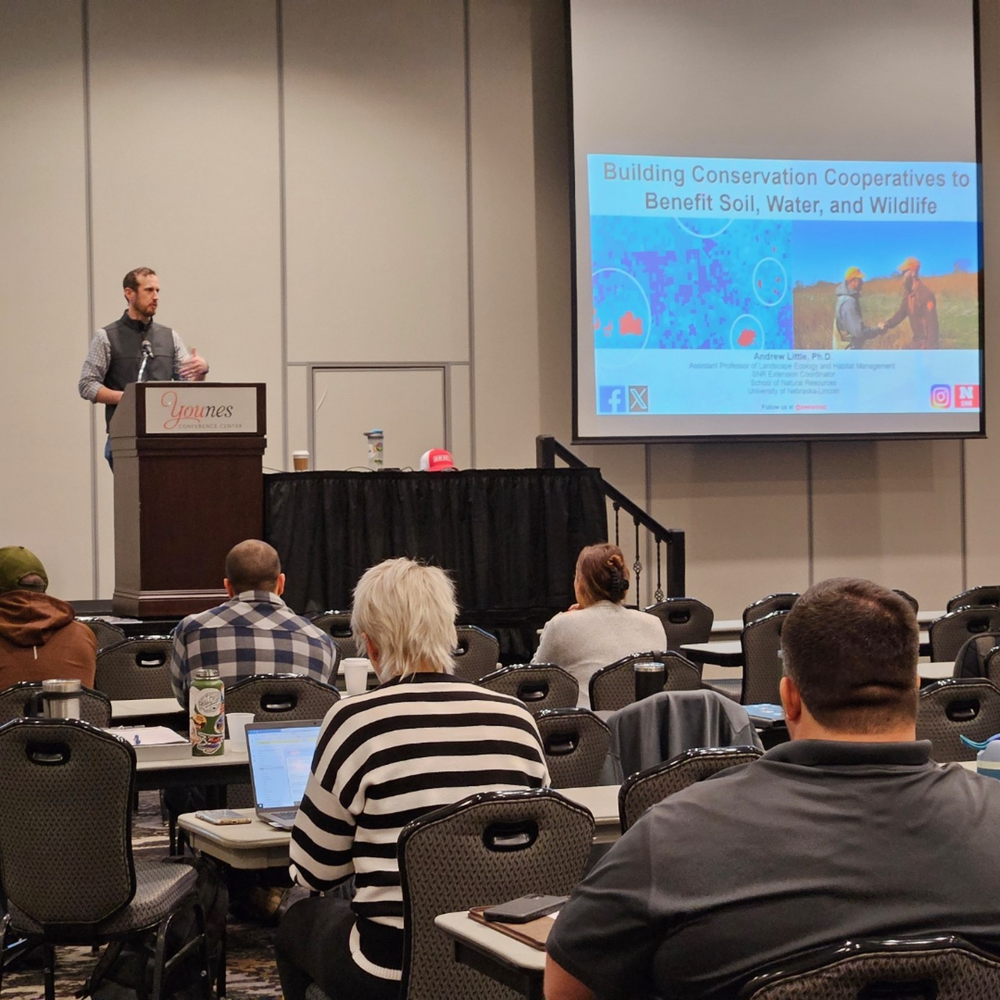 Building Conservation Cooperatives to
Benefit Soil, Water, and Wildlife
Andrew Little, Ph.D.
Assistant Professor of Landscape Ecology and Habitat Management
SNR Extension Coordinator
School of Natural Resources
University of Nebraska-Lincoln
Follow us at
N
SNR
Younes
CONFERENCE CENTER